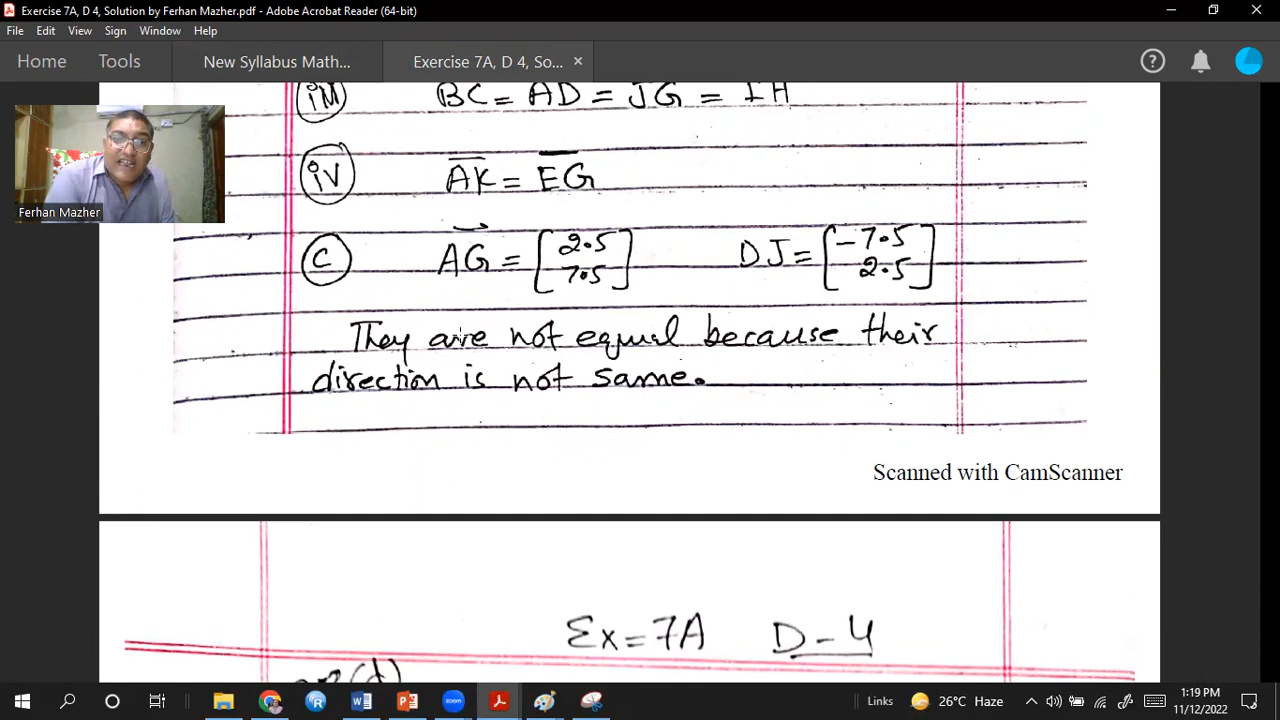 Exercise 7A, D 4, Solution by Ferhan Mazher.pdf - Adobe Acrobat Reader (64-bit)
File Edit View Sign Window Help
Home Tools New Syllabus Math... Exercise 7A, D 4, So... ×
BC = AD = JG = IH
Ferhan Mazher
iv AK = EG
C AG = [2.5 7.5] DJ = [-7.5 2.5]
They are not equal because their
direction is not same.
Scanned with CamScanner
Ex = 7A D-4
Links 26°C Haze 1:19 PM
11/12/2022